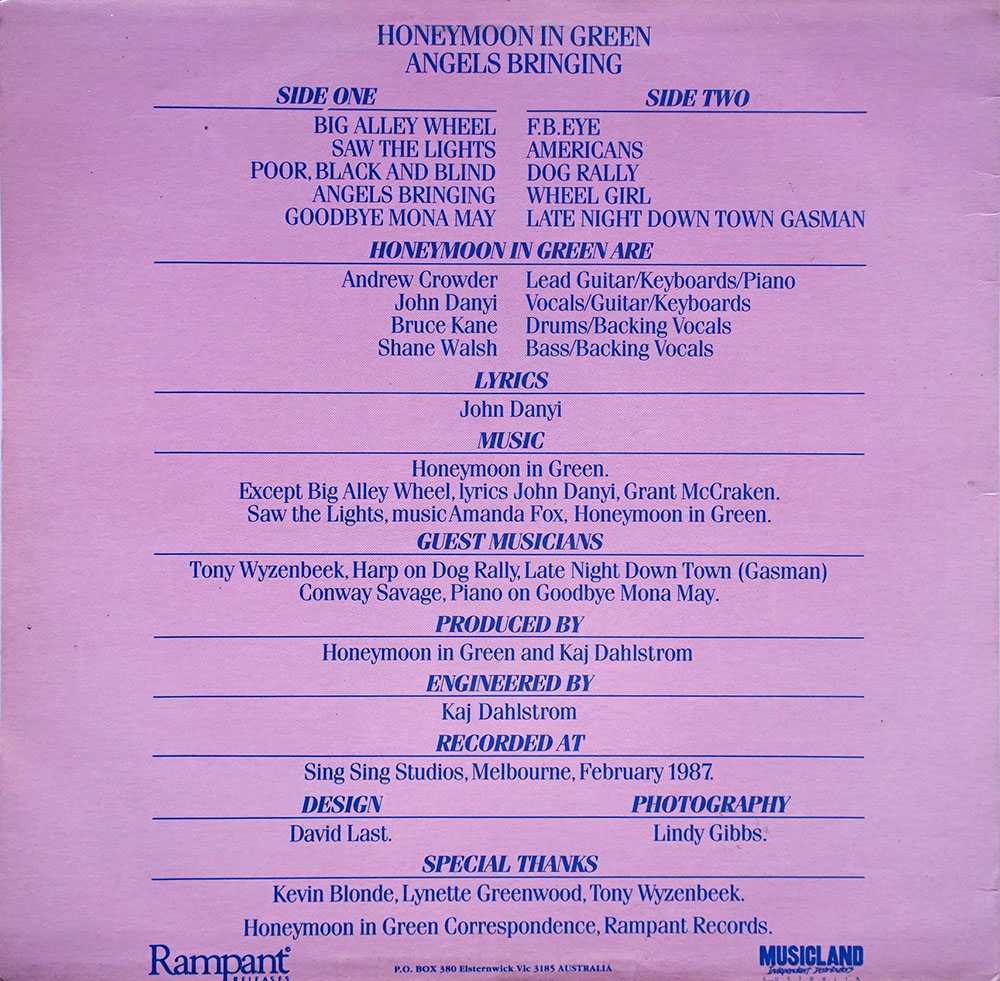 HONEYMOON IN GREEN
ANGELS BRINGING
SIDE ONE
BIG ALLEY WHEEL
SAW THE LIGHTS
POOR, BLACK AND BLIND
ANGELS BRINGING
GOODBYE MONA MAY
SIDE TWO
F.B.EYE
AMERICANS
DOG RALLY
WHEEL GIRL
LATE NIGHT DOWN TOWN GASMAN
HONEYMOON IN GREEN ARE
Andrew Crowder Lead Guitar/Keyboards/Piano
John Danyi Vocals/Guitar/Keyboards
Bruce Kane Drums/Backing Vocals
Shane Walsh Bass/Backing Vocals
LYRICS
John Danyi
MUSIC
Honeymoon in Green.
Except Big Alley Wheel, lyrics John Danyi, Grant McCraken.
Saw the Lights, music Amanda Fox, Honeymoon in Green.
GUEST MUSICIANS
Tony Wyzenbeek, Harp on Dog Rally, Late Night Down Town (Gasman)
Conway Savage, Piano on Goodbye Mona May.
PRODUCED BY
Honeymoon in Green and Kaj Dahlstrom
ENGINEERED BY
Kaj Dahlstrom
RECORDED AT
Sing Sing Studios, Melbourne, February 1987.
DESIGN
David Last.
PHOTOGRAPHY
Lindy Gibbs.
SPECIAL THANKS
Kevin Blonde, Lynette Greenwood, Tony Wyzenbeek.
Honeymoon in Green Correspondence, Rampant Records.
Rampant
RELEASES
P.O. BOX 380 Elsternwick Vic 3185 AUSTRALIA
MUSICLAND
Independent Distributors
AUSTRALIA